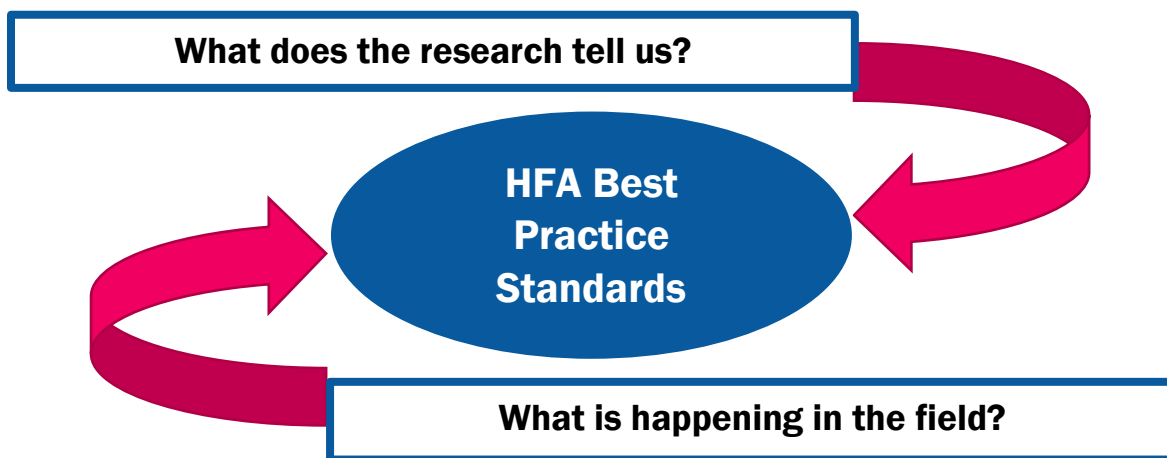 What does the research tell us?
HFA Best
Practice
Standards
What is happening in the field?